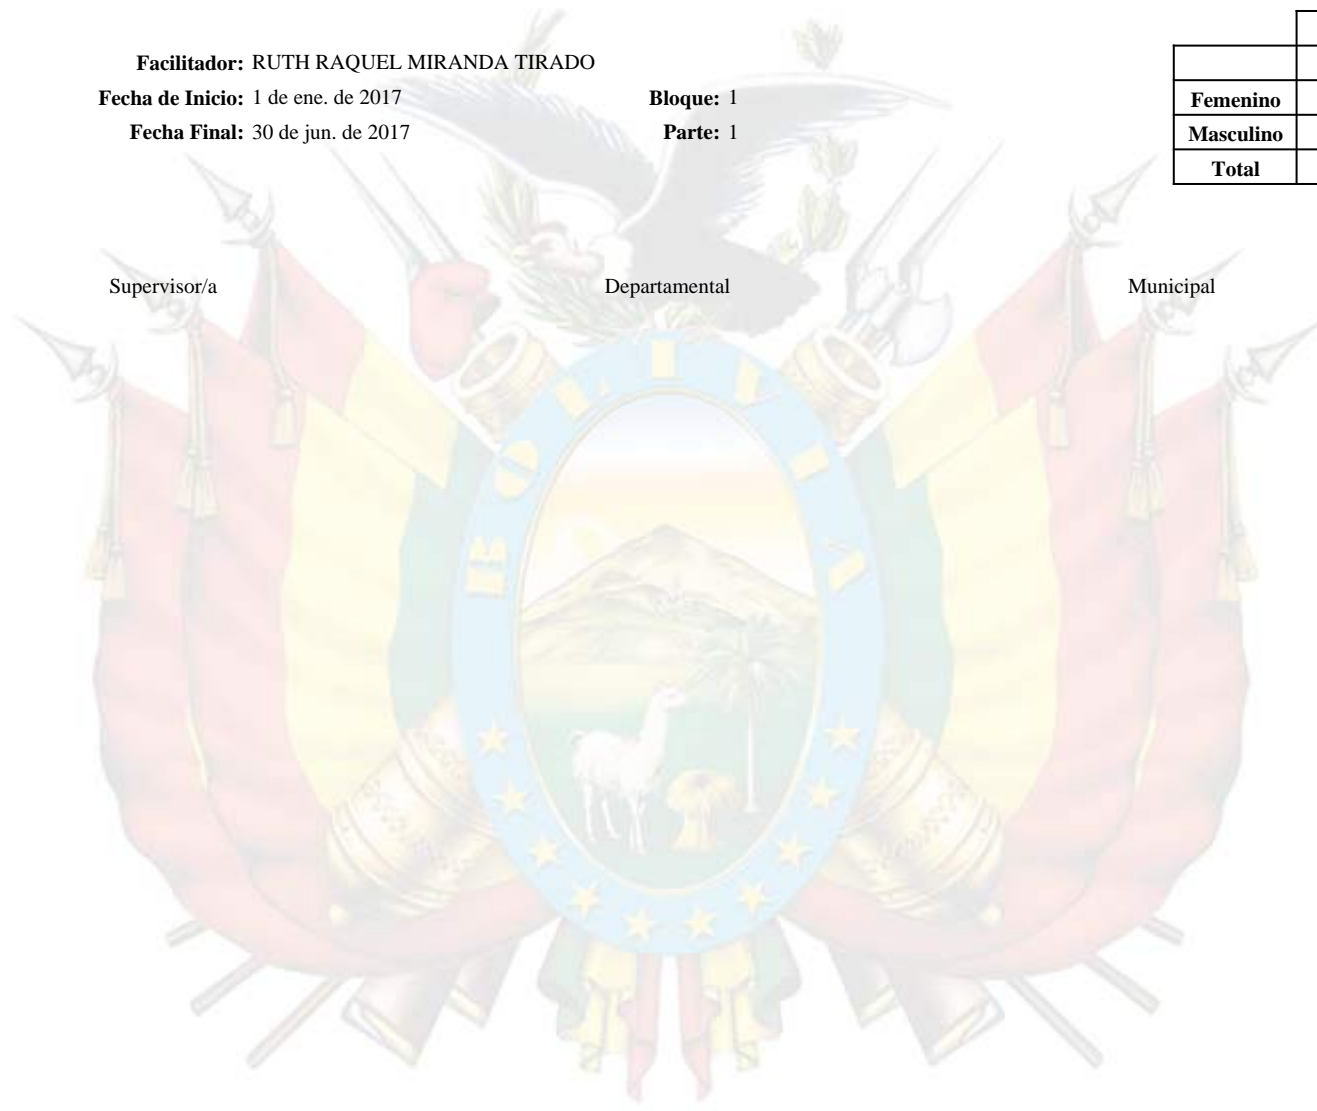 Facilitador: RUTH RAQUEL MIRANDA TIRADO
Fecha de Inicio: 1 de ene. de 2017 Bloque: 1
Fecha Final: 30 de jun. de 2017 Parte: 1
Femenino
Masculino
Total
Supervisor/a Departamental Municipal
BOLIVIA